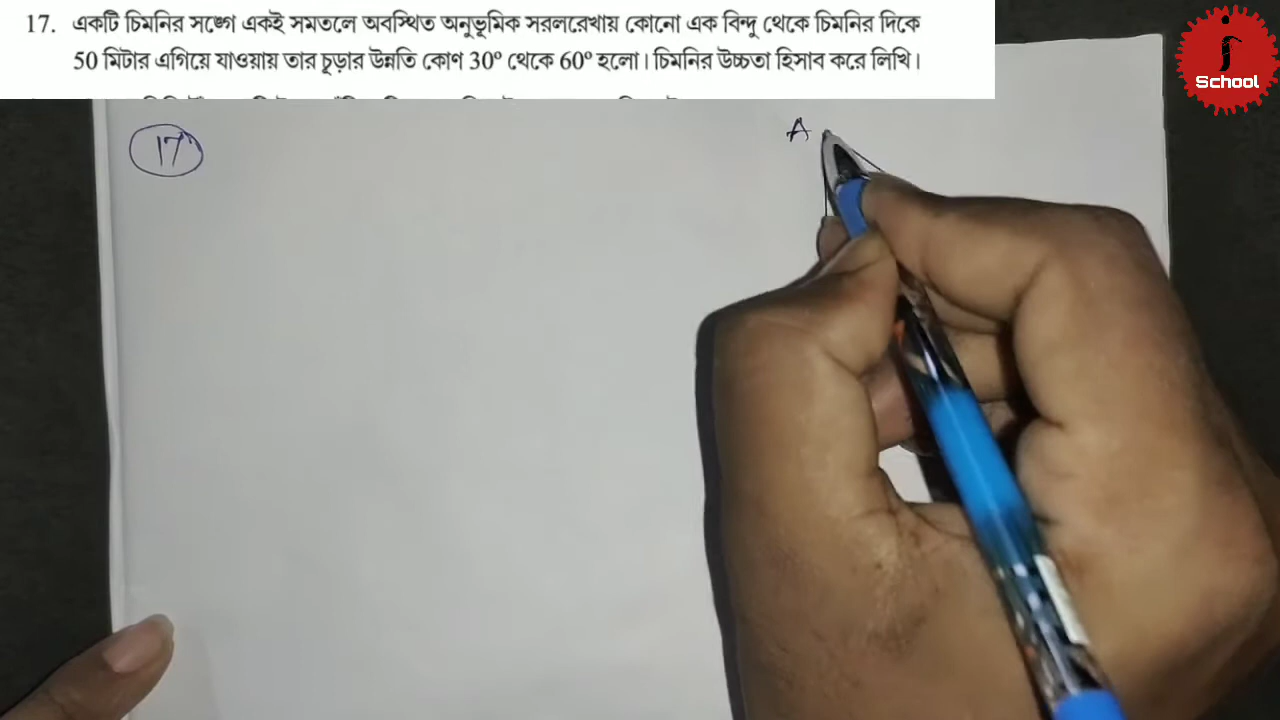 17. একটি চিমনির সঙ্গে একই সমতলে অবস্থিত অনুভূমিক সরলরেখায় কোনো এক বিন্দু থেকে চিমনির দিকে
50 মিটার এগিয়ে যাওয়ায় তার চূড়ার উন্নতি কোণ 30° থেকে 60° হলো। চিমনির উচ্চতা হিসাব করে লিখি।
School
17
A